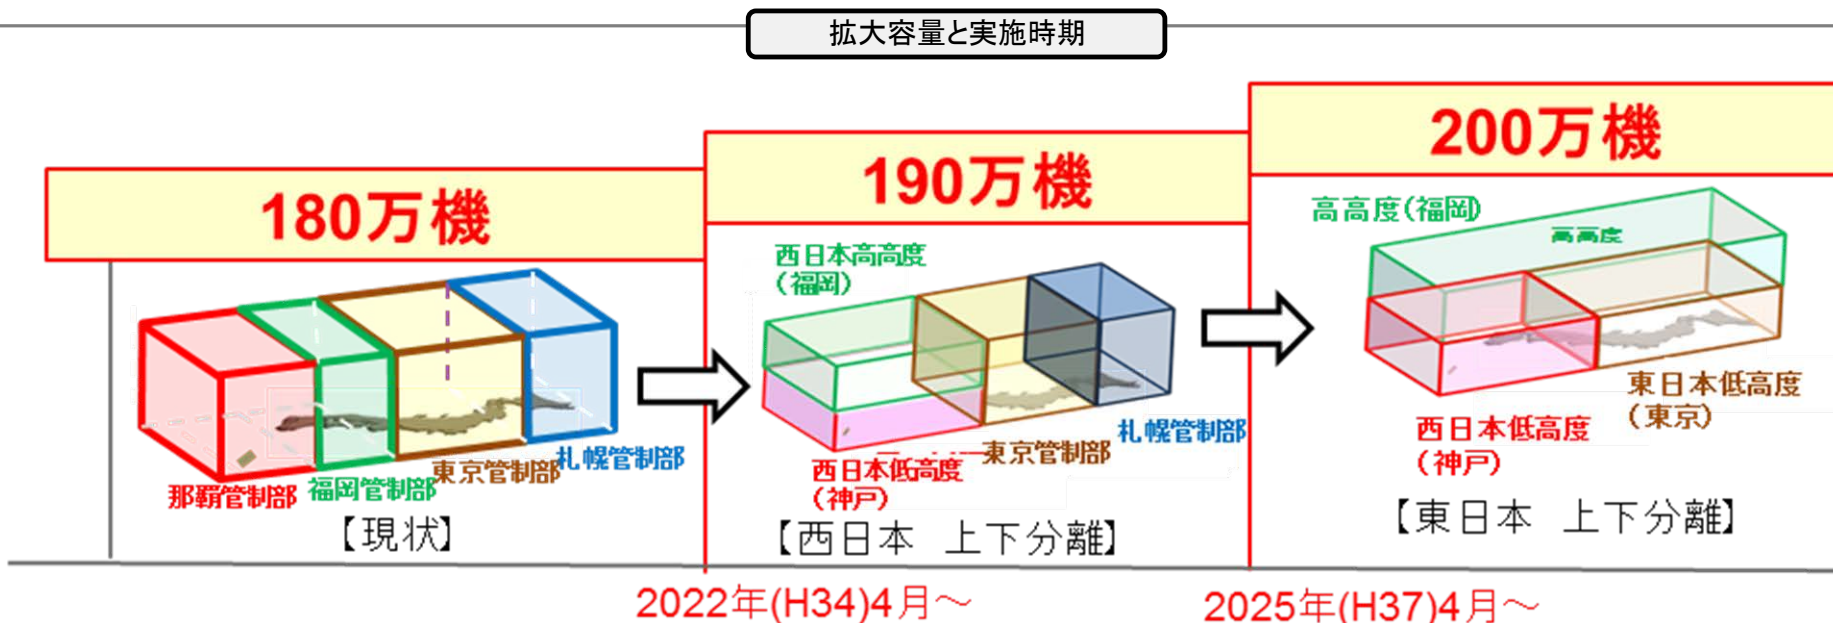 拡大容量と実施時期
180万機
190万機
200万機
那覇管制部
福岡管制部
東京管制部
札幌管制部
【現状】
西日本高高度
(福岡)
西日本低高度
(神戸)
東京管制部
札幌管制部
【西日本 上下分離】
高高度(福岡)
高高度
西日本低高度
(神戸)
東日本低高度
(東京)
【東日本 上下分離】
2022年(H34)4月～
2025年(H37)4月～